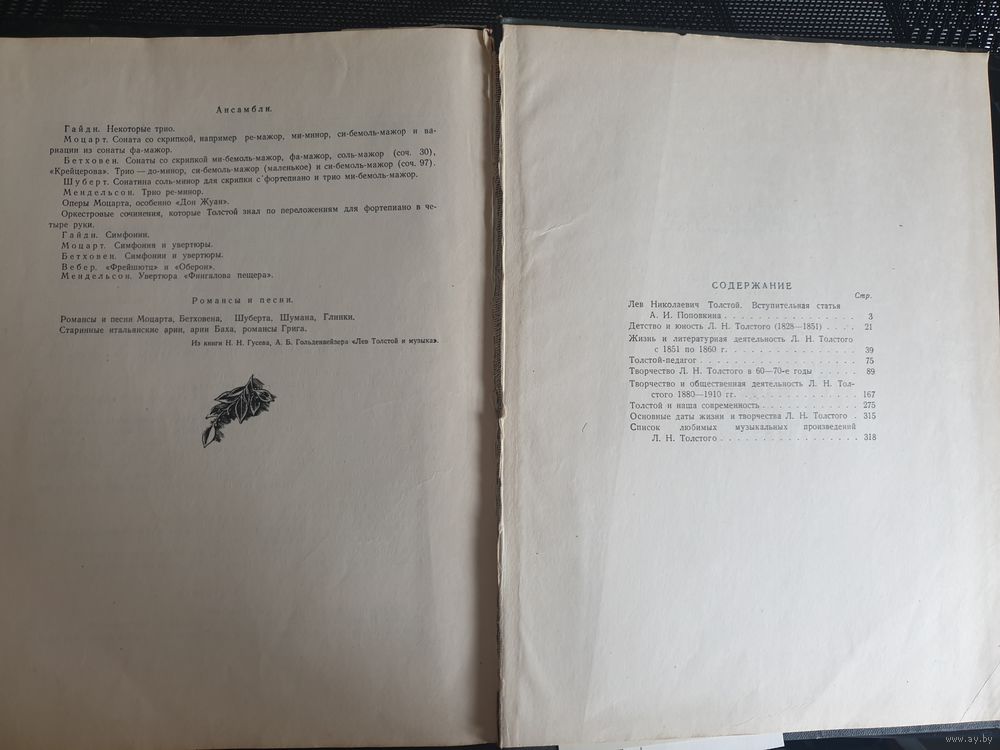 Ансамбли.
Гайдн. Некоторые трио.
Моцарт. Соната со скрипкой, например ре-мажор, ми-минор, си-бемоль-мажор и ва-
риации из сонаты фа-мажор.
Бетховен. Сонаты со скрипкой ми-бемоль-мажор, фа-мажор, соль-мажор (соч. 30),
«Крейцерова». Трио — до-минор, си-бемоль-мажор (маленькое) и си-бемоль-мажор (соч. 97).
Шуберт. Сонатина соль-минор для скрипки с фортепиано и трио ми-бемоль-мажор.
Мендельсон. Трио ре-минор.
Оперы Моцарта, особенно «Дон Жуан».
Оркестровые сочинения, которые Толстой знал по переложениям для фортепиано в че-
тыре руки.
Гайдн. Симфонии.
Моцарт. Симфонии и увертюры.
Бетховен. Симфонии и увертюры.
Вебер. «Фрейшютц» и «Оберон».
Мендельсон. Увертюра «Фингалова пещера».
Романсы и песни.
Романсы и песни Моцарта, Бетховена, Шуберта, Шумана, Глинки.
Старинные итальянские арии, арии Баха, романсы Грига.
Из книги Н. Н. Гусева, А. Б. Гольденвейзера «Лев Толстой и музыка».
СОДЕРЖАНИЕ
Стр.
Лев Николаевич Толстой. Вступительная статья
А. И. Поповкина . . . . . . . . . . . . . . . . 3
Детство и юность Л. Н. Толстого (1828—1851) . . . . 21
Жизнь и литературная деятельность Л. Н. Толстого
с 1851 по 1860 г. . . . . . . . . . . . . . . . 39
Толстой-педагог . . . . . . . . . . . . . . . . . 75
Творчество Л. Н. Толстого в 60—70-е годы . . . . . 89
Творчество и общественная деятельность Л. Н. Тол-
стого 1880—1910 гг. . . . . . . . . . . . . . . 167
Толстой и наша современность . . . . . . . . . . . 275
Основные даты жизни и творчества Л. Н. Толстого . 315
Список любимых музыкальных произведений
Л. Н. Толстого . . . . . . . . . . . . . . . . . 318
www.ay.by